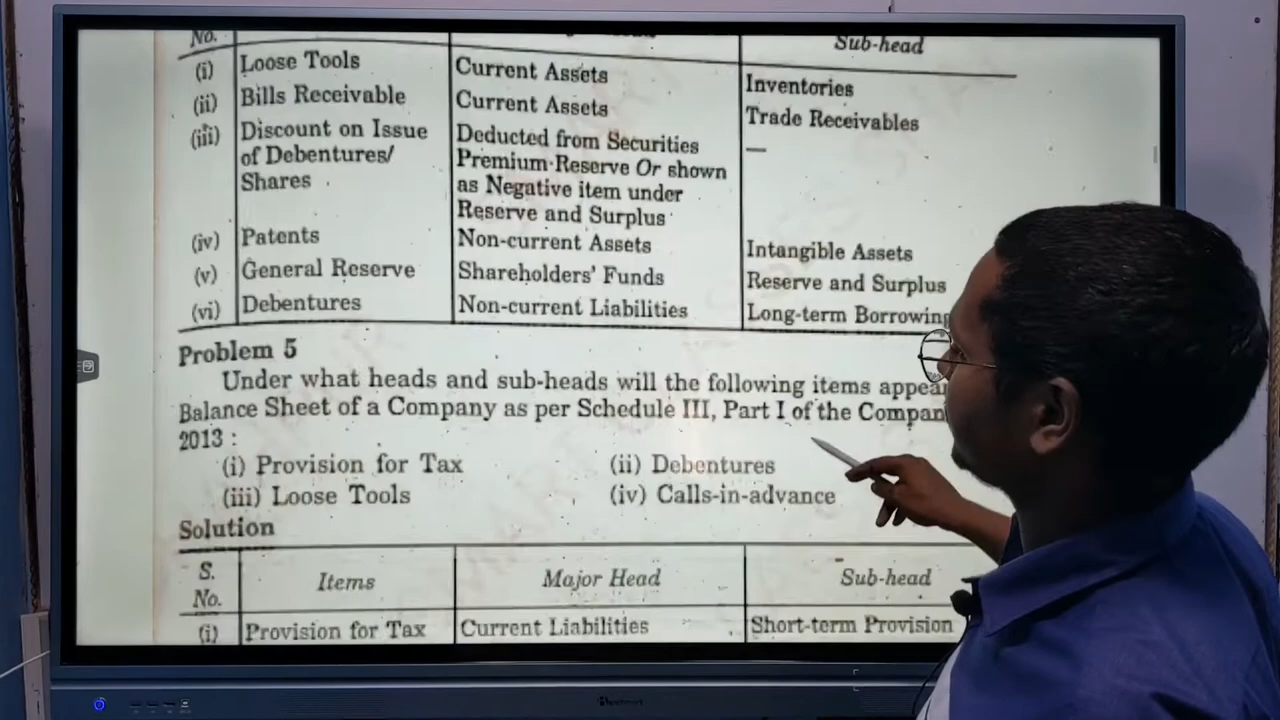 No. Sub-head
(i) Loose Tools Current Assets Inventories
(ii) Bills Receivable Current Assets Trade Receivables
(iii) Discount on Issue Deducted from Securities —
of Debentures/ Premium Reserve Or shown
Shares as Negative item under
Reserve and Surplus
(iv) Patents Non-current Assets Intangible Assets
(v) General Reserve Shareholders' Funds Reserve and Surplus
(vi) Debentures Non-current Liabilities Long-term Borrowing
Problem 5
Under what heads and sub-heads will the following items appear
Balance Sheet of a Company as per Schedule III, Part I of the Compan
2013 :
(i) Provision for Tax (ii) Debentures
(iii) Loose Tools (iv) Calls-in-advance
Solution
S. No. Items Major Head Sub-head
(i) Provision for Tax Current Liabilities Short-term Provision